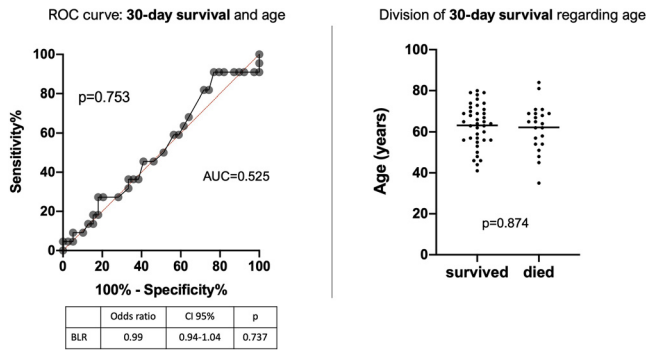 ROC curve: 30-day survival and age
100
80
60
40
20
0
Sensitivity%
p=0.753
AUC=0.525
0 20 40 60 80 100
100% - Specificity%
Odds ratio CI 95% p
BLR 0.99 0.94-1.04 0.737
Division of 30-day survival regarding age
100
80
60
40
20
0
Age (years)
p=0.874
survived died